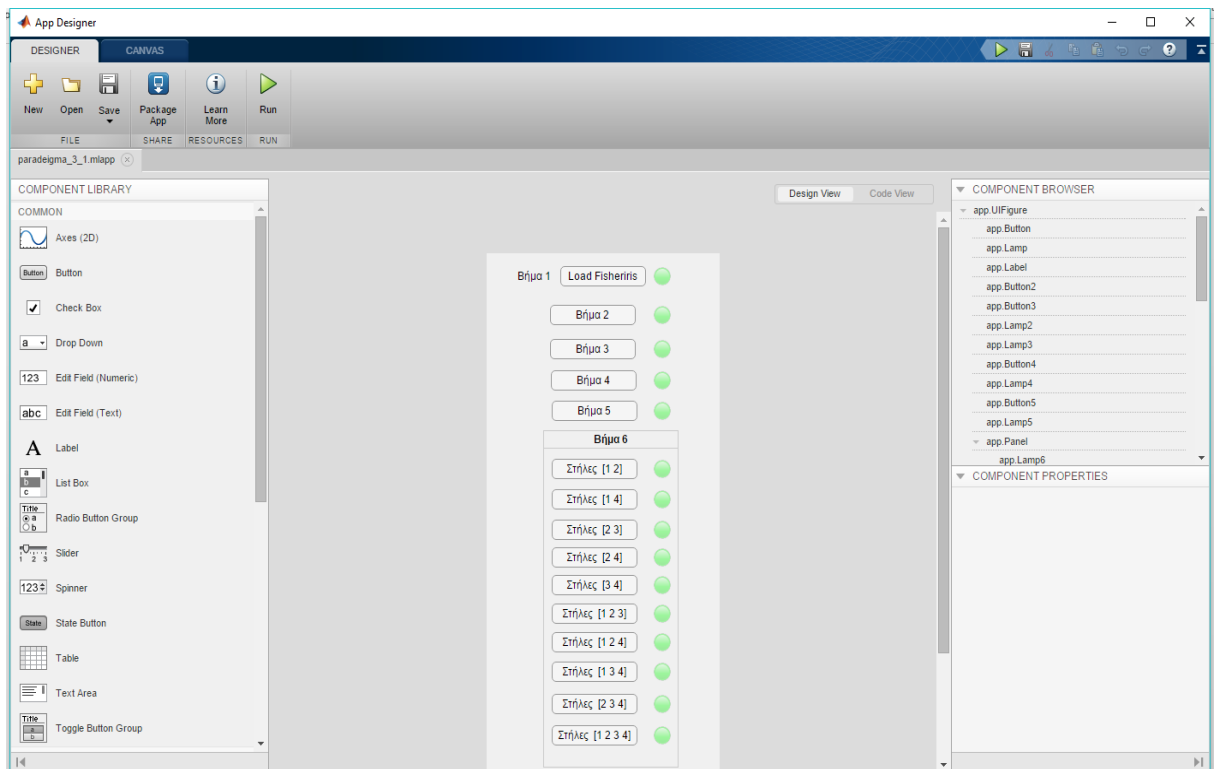 App Designer
DESIGNER CANVAS
New Open Save Package App Learn More Run
FILE SHARE RESOURCES RUN
paradeigma_3_1.mlapp
COMPONENT LIBRARY
COMMON
Axes (2D)
Button Button
Check Box
a Drop Down
123 Edit Field (Numeric)
abc Edit Field (Text)
A Label
a b c List Box
Title a b Radio Button Group
1 2 3 Slider
123 Spinner
State State Button
Table
Text Area
Title a b Toggle Button Group
Design View Code View
Βήμα 1 Load Fisheriris
Βήμα 2
Βήμα 3
Βήμα 4
Βήμα 5
Βήμα 6
Στήλες [1 2]
Στήλες [1 4]
Στήλες [2 3]
Στήλες [2 4]
Στήλες [3 4]
Στήλες [1 2 3]
Στήλες [1 2 4]
Στήλες [1 3 4]
Στήλες [2 3 4]
Στήλες [1 2 3 4]
COMPONENT BROWSER
app.UIFigure
app.Button
app.Lamp
app.Label
app.Button2
app.Button3
app.Lamp2
app.Lamp3
app.Button4
app.Lamp4
app.Button5
app.Lamp5
app.Panel
app.Lamp6
COMPONENT PROPERTIES